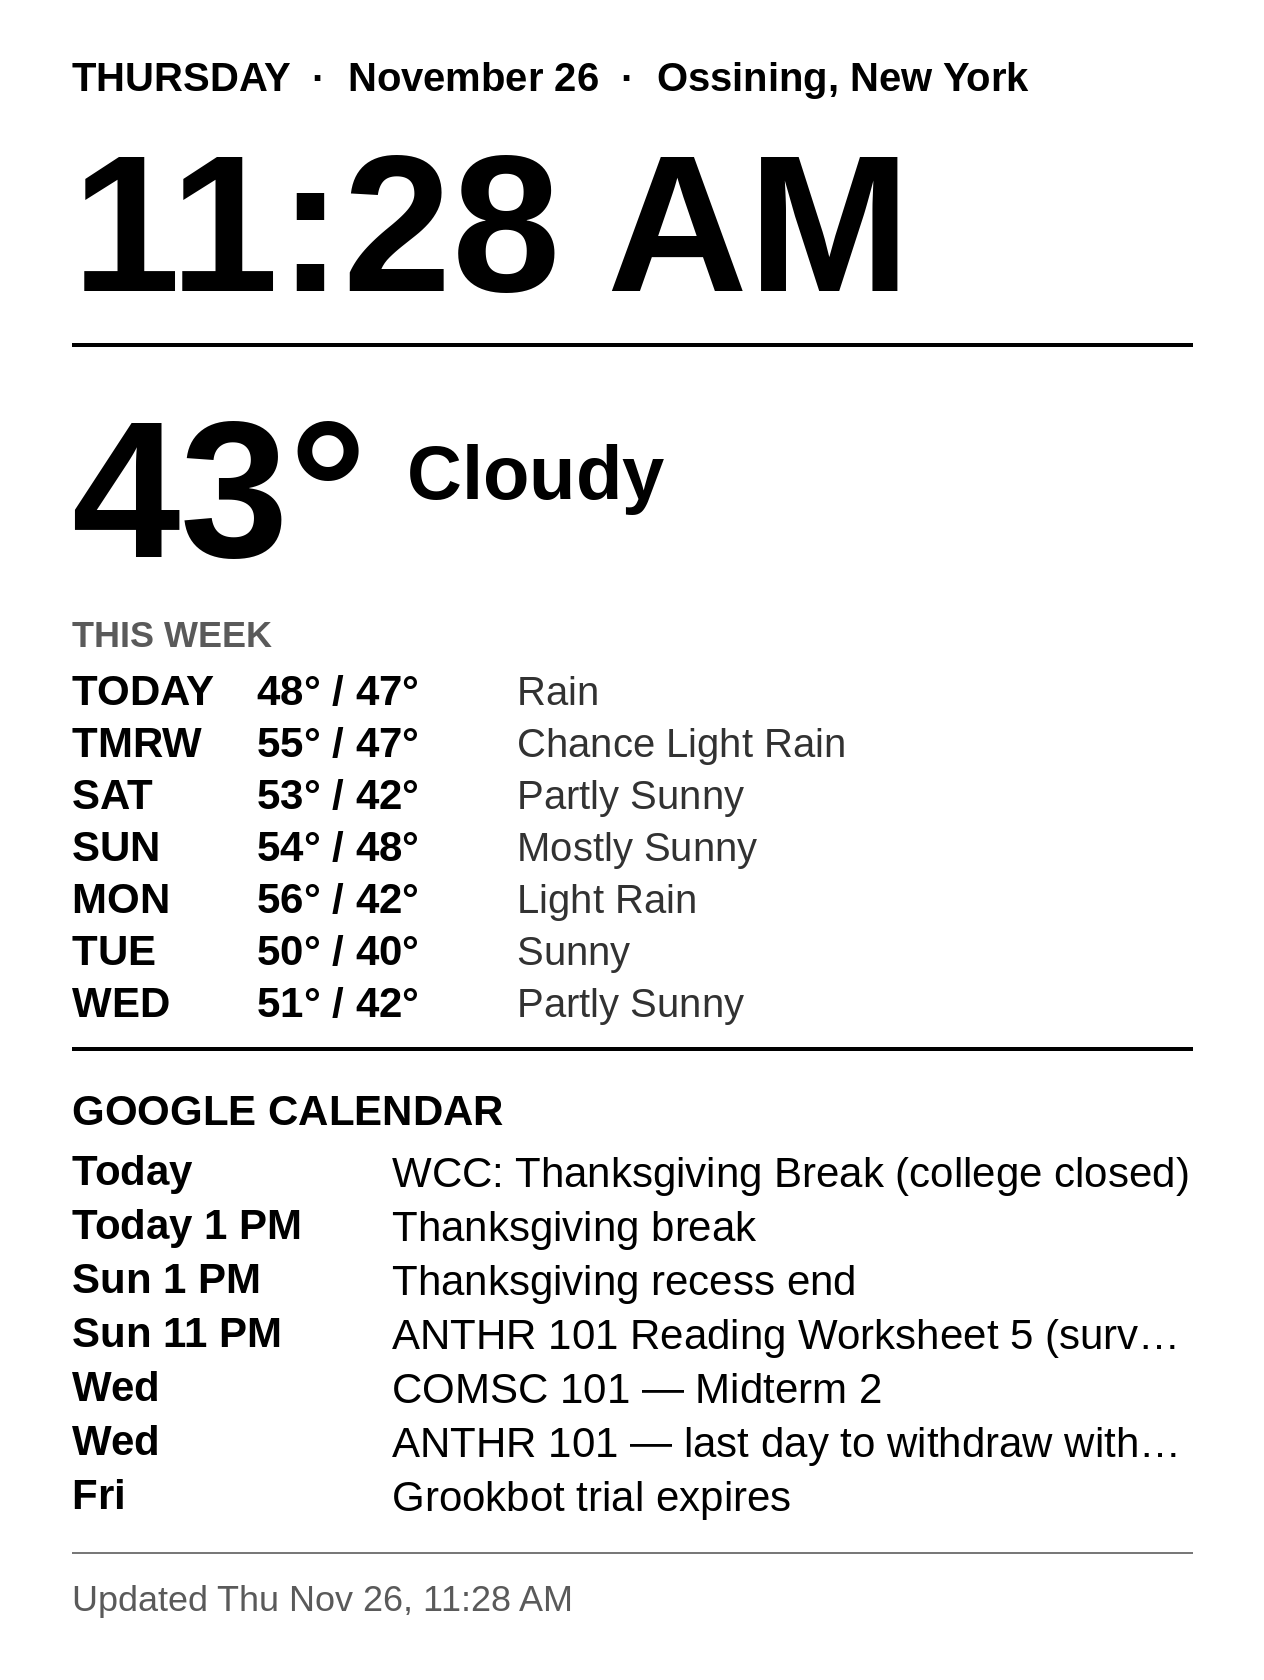 THURSDAY · November 26 · Ossining, New York
11:28 AM
43° Cloudy
THIS WEEK
TODAY 48° / 47° Rain
TMRW 55° / 47° Chance Light Rain
SAT 53° / 42° Partly Sunny
SUN 54° / 48° Mostly Sunny
MON 56° / 42° Light Rain
TUE 50° / 40° Sunny
WED 51° / 42° Partly Sunny
GOOGLE CALENDAR
Today WCC: Thanksgiving Break (college closed)
Today 1 PM Thanksgiving break
Sun 1 PM Thanksgiving recess end
Sun 11 PM ANTHR 101 Reading Worksheet 5 (surv…
Wed COMSC 101 — Midterm 2
Wed ANTHR 101 — last day to withdraw with…
Fri Grookbot trial expires
Updated Thu Nov 26, 11:28 AM